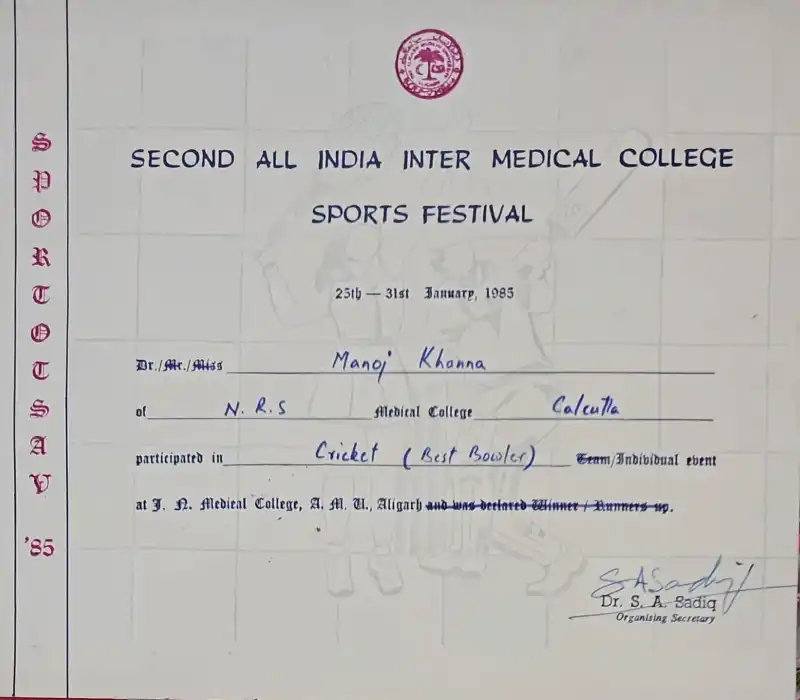 SPORTOTSAV '85
SECOND ALL INDIA INTER MEDICAL COLLEGE
SPORTS FESTIVAL
25th — 31st January, 1985
Dr./Mr./Miss Manoj Khanna
of N. R. S Medical College Calcutta
participated in Cricket (Best Bowler) Team/Individual event
at J. N. Medical College, A. M. U., Aligarh and was declared Winner / Runners up.
SASadiq
Dr. S. A. Sadiq
Organising Secretary